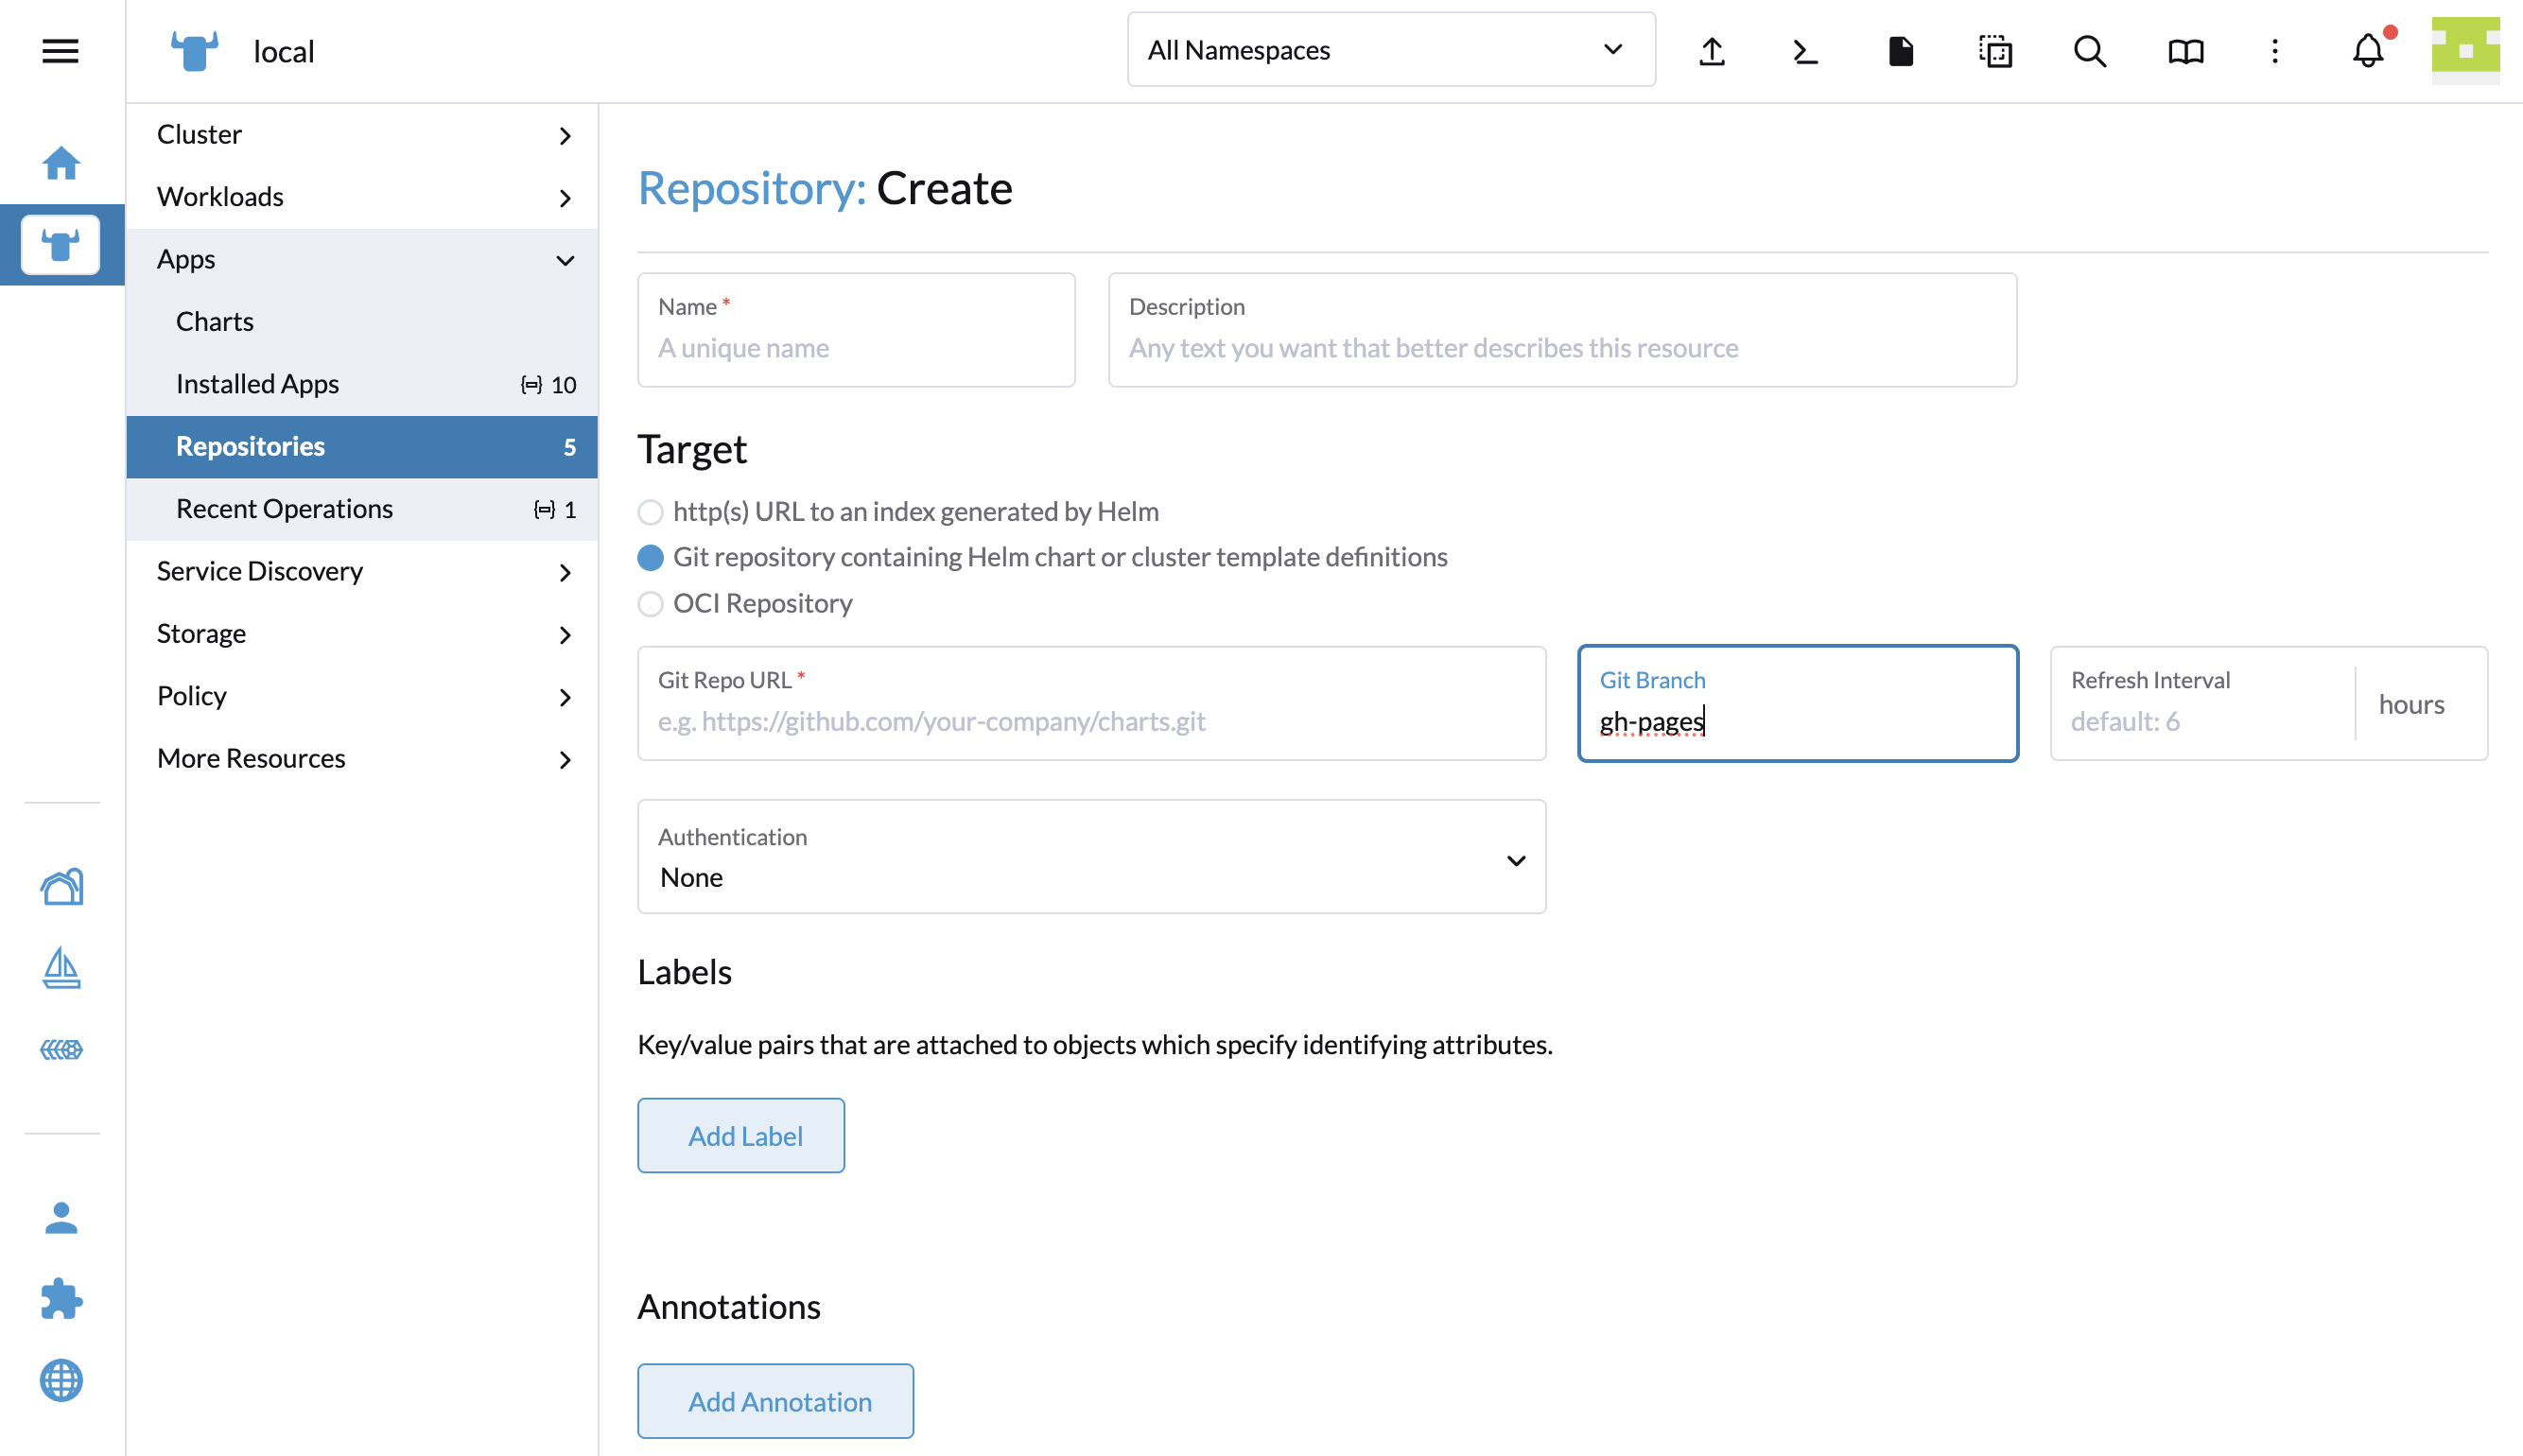 local
All Namespaces
Cluster
Workloads
Apps
Charts
Installed Apps 10
Repositories 5
Recent Operations 1
Service Discovery
Storage
Policy
More Resources
Repository: Create
Name *
A unique name
Description
Any text you want that better describes this resource
Target
http(s) URL to an index generated by Helm
Git repository containing Helm chart or cluster template definitions
OCI Repository
Git Repo URL *
e.g. https://github.com/your-company/charts.git
Git Branch
gh-pages
Refresh Interval
default: 6
hours
Authentication
None
Labels
Key/value pairs that are attached to objects which specify identifying attributes.
Add Label
Annotations
Add Annotation